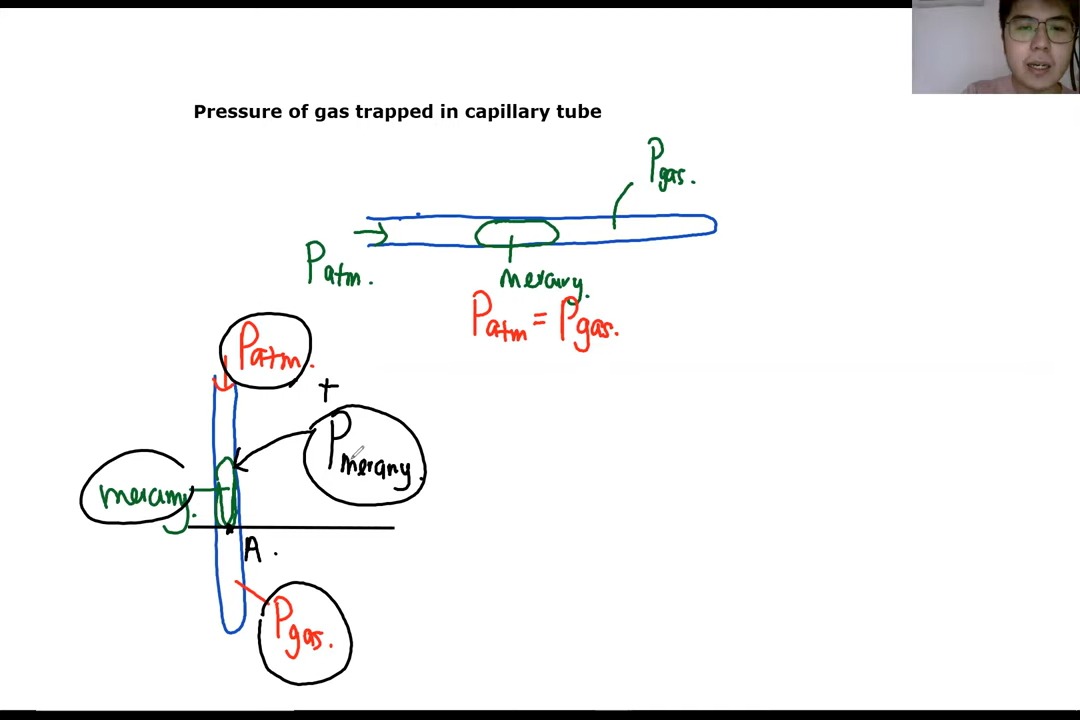 Pressure of gas trapped in capillary tube
Pgas.
Patm.
mercury.
Patm = Pgas.
Patm.
+
Pmercury.
mercury.
A.
Pgas.